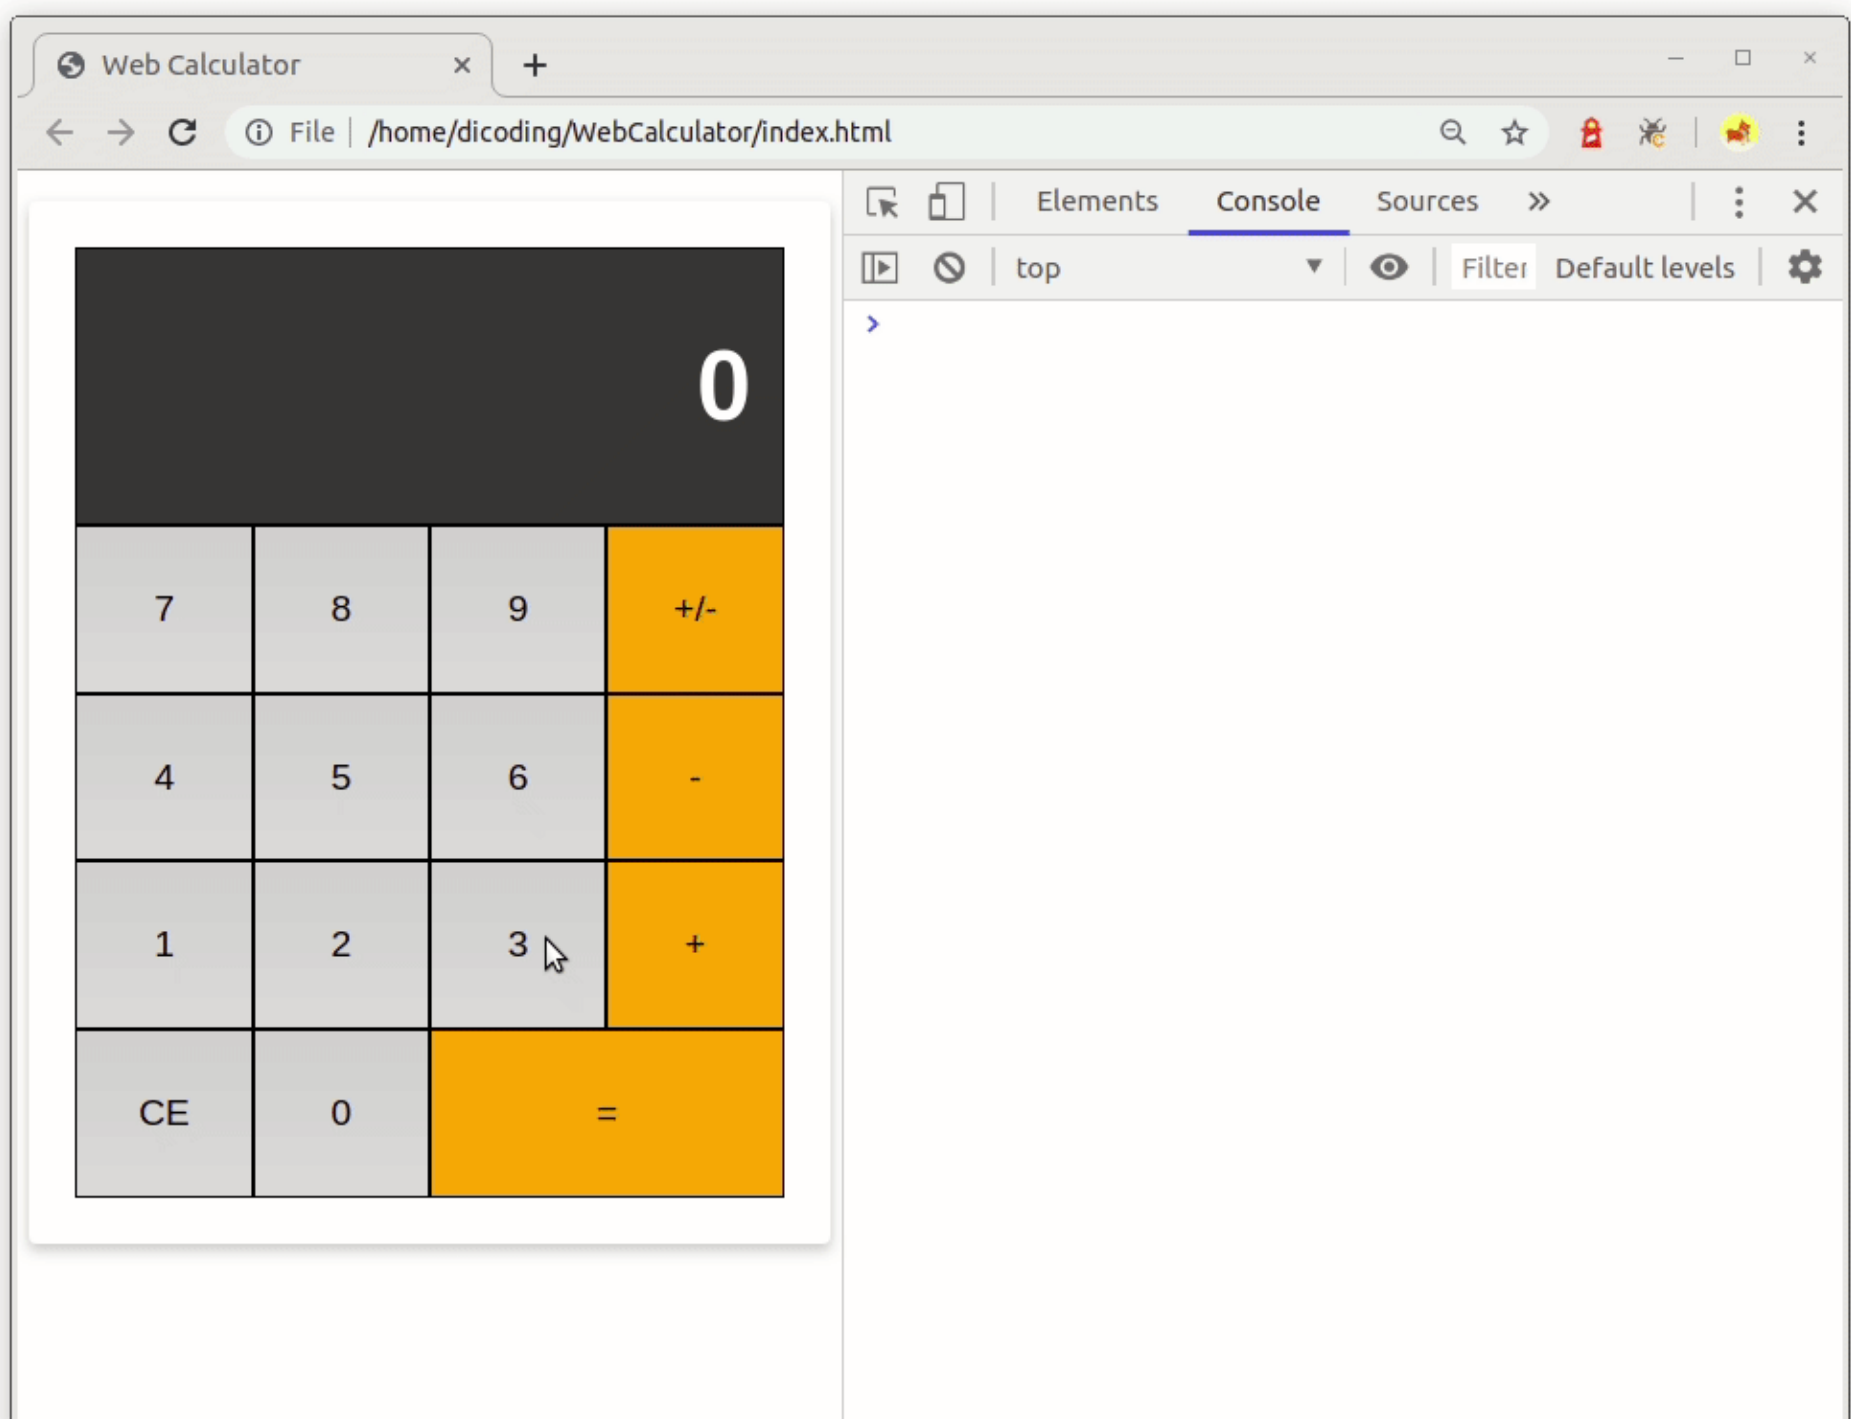 Web Calculator
File /home/dicoding/WebCalculator/index.html
Elements Console Sources »
top Filter Default levels
0
7 8 9 +/-
4 5 6 -
1 2 3 +
CE 0 =